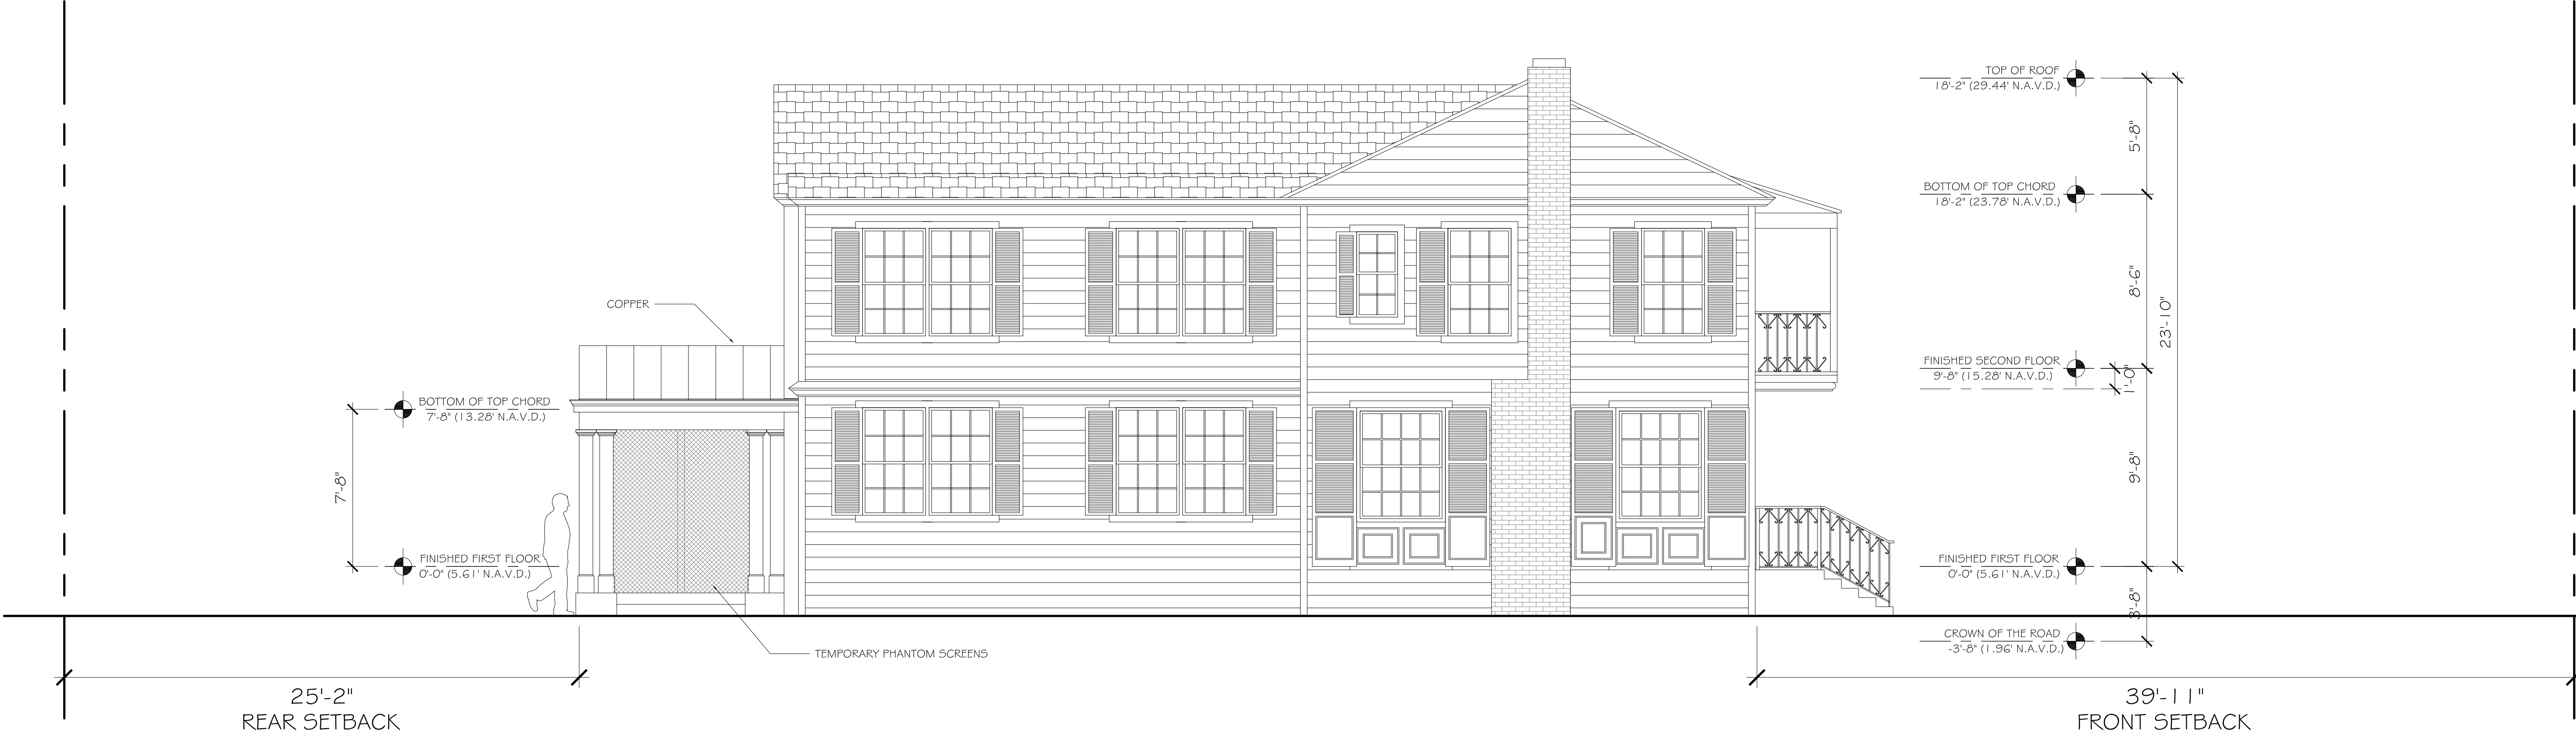 TOP OF ROOF
18'-2" (29.44' N.A.V.D.)
5'-8"
BOTTOM OF TOP CHORD
18'-2" (23.78' N.A.V.D.)
8'-6"
23'-10"
COPPER
FINISHED SECOND FLOOR
9'-8" (15.28' N.A.V.D.)
1'-0"
BOTTOM OF TOP CHORD
7'-8" (13.28' N.A.V.D.)
7'-8"
9'-8"
FINISHED FIRST FLOOR
0'-0" (5.61' N.A.V.D.)
FINISHED FIRST FLOOR
0'-0" (5.61' N.A.V.D.)
3'-8"
CROWN OF THE ROAD
-3'-8" (1.96' N.A.V.D.)
TEMPORARY PHANTOM SCREENS
25'-2"
REAR SETBACK
39'-11"
FRONT SETBACK